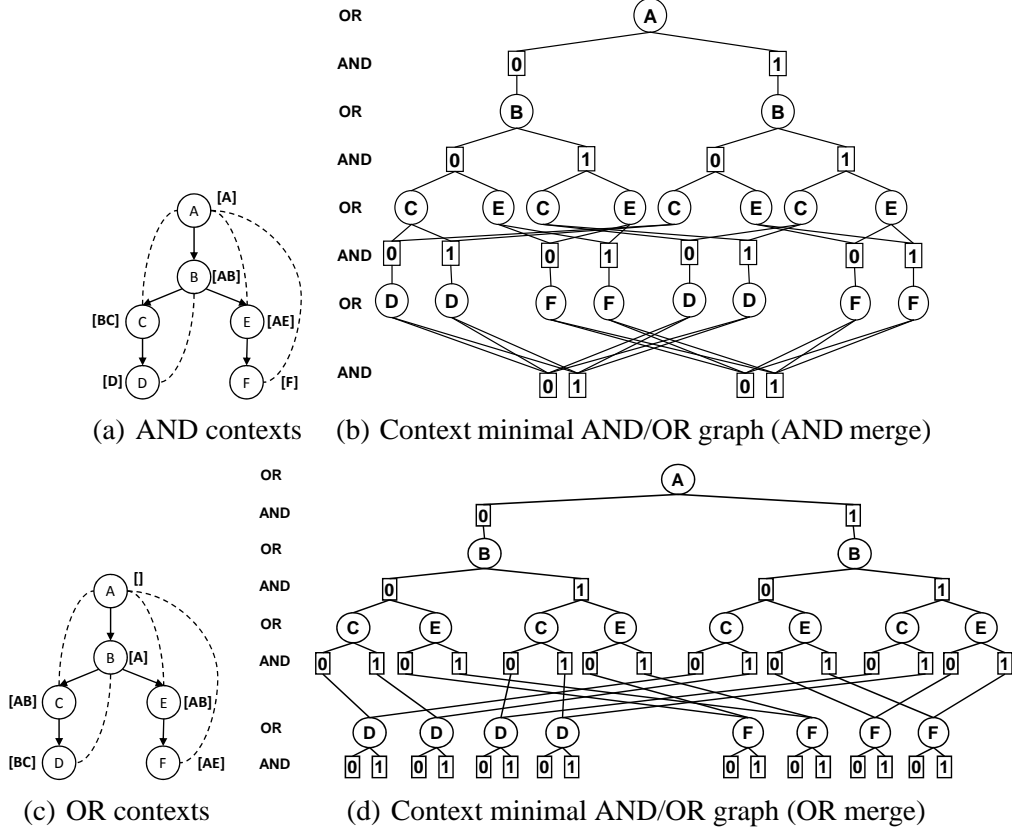 OR A
AND 0 1
OR B B
AND 0 1 0 1
OR C E C E C E C E
AND 0 1 0 1 0 1 0 1
OR D D F F D D F F
AND 0 1 0 1
[A]
A
B [AB]
[BC] C E [AE]
[D] D F [F]
(a) AND contexts
(b) Context minimal AND/OR graph (AND merge)
OR A
AND 0 1
OR B B
AND 0 1 0 1
OR C E C E C E C E
AND 0 1 0 1 0 1 0 1 0 1 0 1 0 1 0 1
OR D D D D F F F F
AND 0 1 0 1 0 1 0 1 0 1 0 1 0 1 0 1
[]
A
B [A]
[AB] C E [AB]
[BC] D F [AE]
(c) OR contexts
(d) Context minimal AND/OR graph (OR merge)